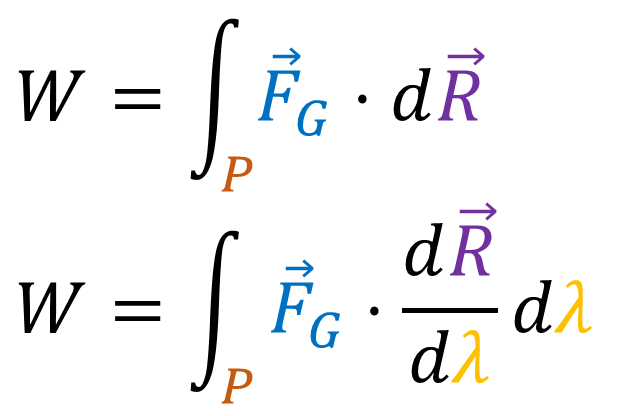 W = ∫_P F⃗_G · dR⃗
W = ∫_P F⃗_G · dR⃗/dλ dλ